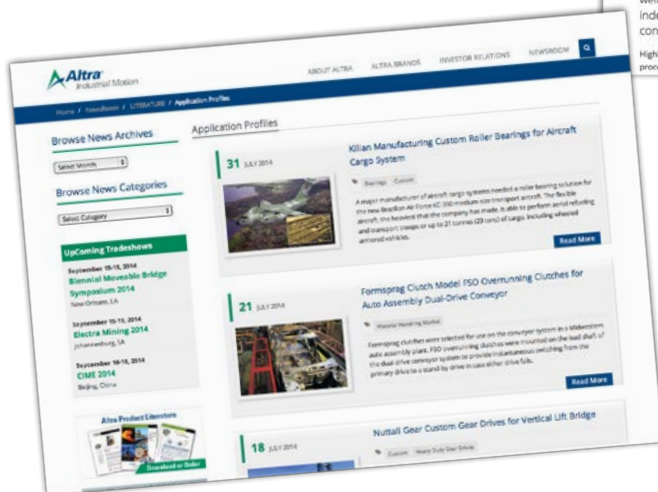 inde
con
High
proce
Altra
Industrial Motion
ABOUT ALTRA
ALTRA BRANDS
INVESTOR RELATIONS
NEWSROOM
Home / Newsroom / LITERATURE / Application Profiles
Browse News Archives
Select Month
Browse News Categories
Select Category
UpComing Tradeshows
September 15-18, 2014
Biennial Moveable Bridge
Symposium 2014
New Orleans, LA
Electra Mining 2014
Johannesburg, SA
CIME 2014
Beijing, China
Altra Product Literature
Download or Order
Application Profiles
31 JULY 2014
Kilian Manufacturing Custom Roller Bearings for Aircraft
Cargo System
Bearings Custom
A major manufacturer of aircraft cargo systems needed a roller bearing solution for
the new Brazilian Air Force KC-390 medium-size transport aircraft. The flexible
aircraft, the heaviest that the company has made, is able to perform aerial refueling
and transport troops or up to 21 tonnes (23 tons) of cargo, including wheeled
armored vehicles.
Read More
21 JULY 2014
Formsprag Clutch Model FSO Overrunning Clutches for
Auto Assembly Dual-Drive Conveyor
Material Handling Market
Formsprag clutches were selected for use on the conveyor system in a Midwestern
auto assembly plant. FSO overrunning clutches were mounted on the lead shaft of
the dual drive conveyor system to provide instantaneous switching from the
primary drive to a stand-by drive in case either drive fails.
Read More
18 JULY 2014
Nuttall Gear Custom Gear Drives for Vertical Lift Bridge
Custom Heavy Duty Gear Drives